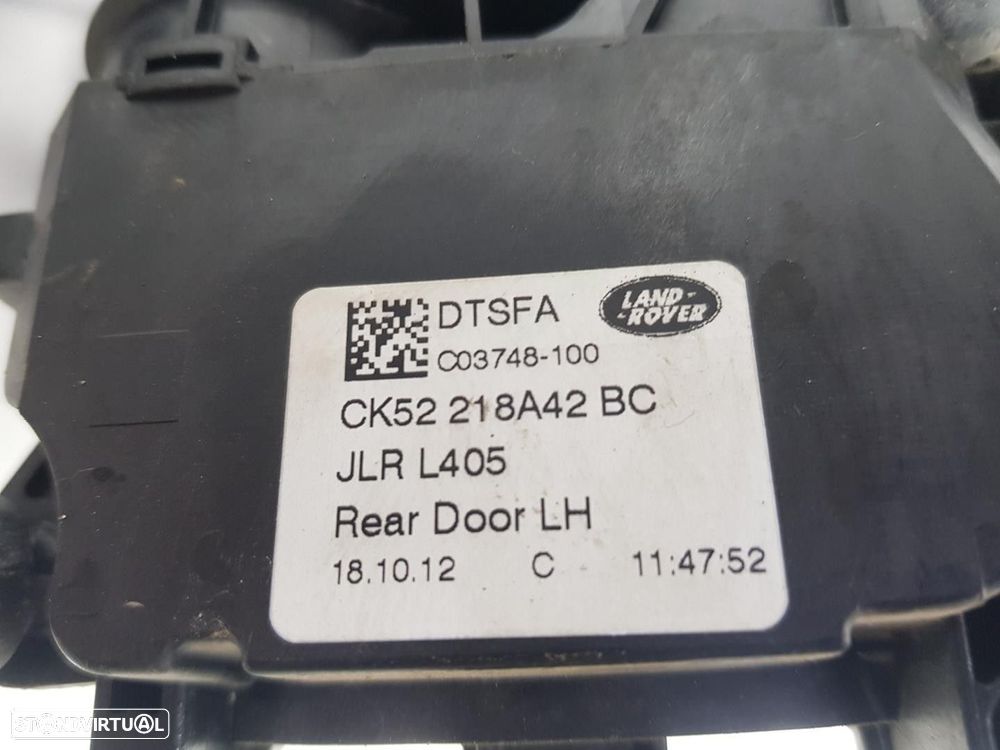 DTSFA
LAND-
-ROVER
C03748-100
CK52 218A42 BC
JLR L405
Rear Door LH
18.10.12 C 11:47:52
STANDVIRTUAL